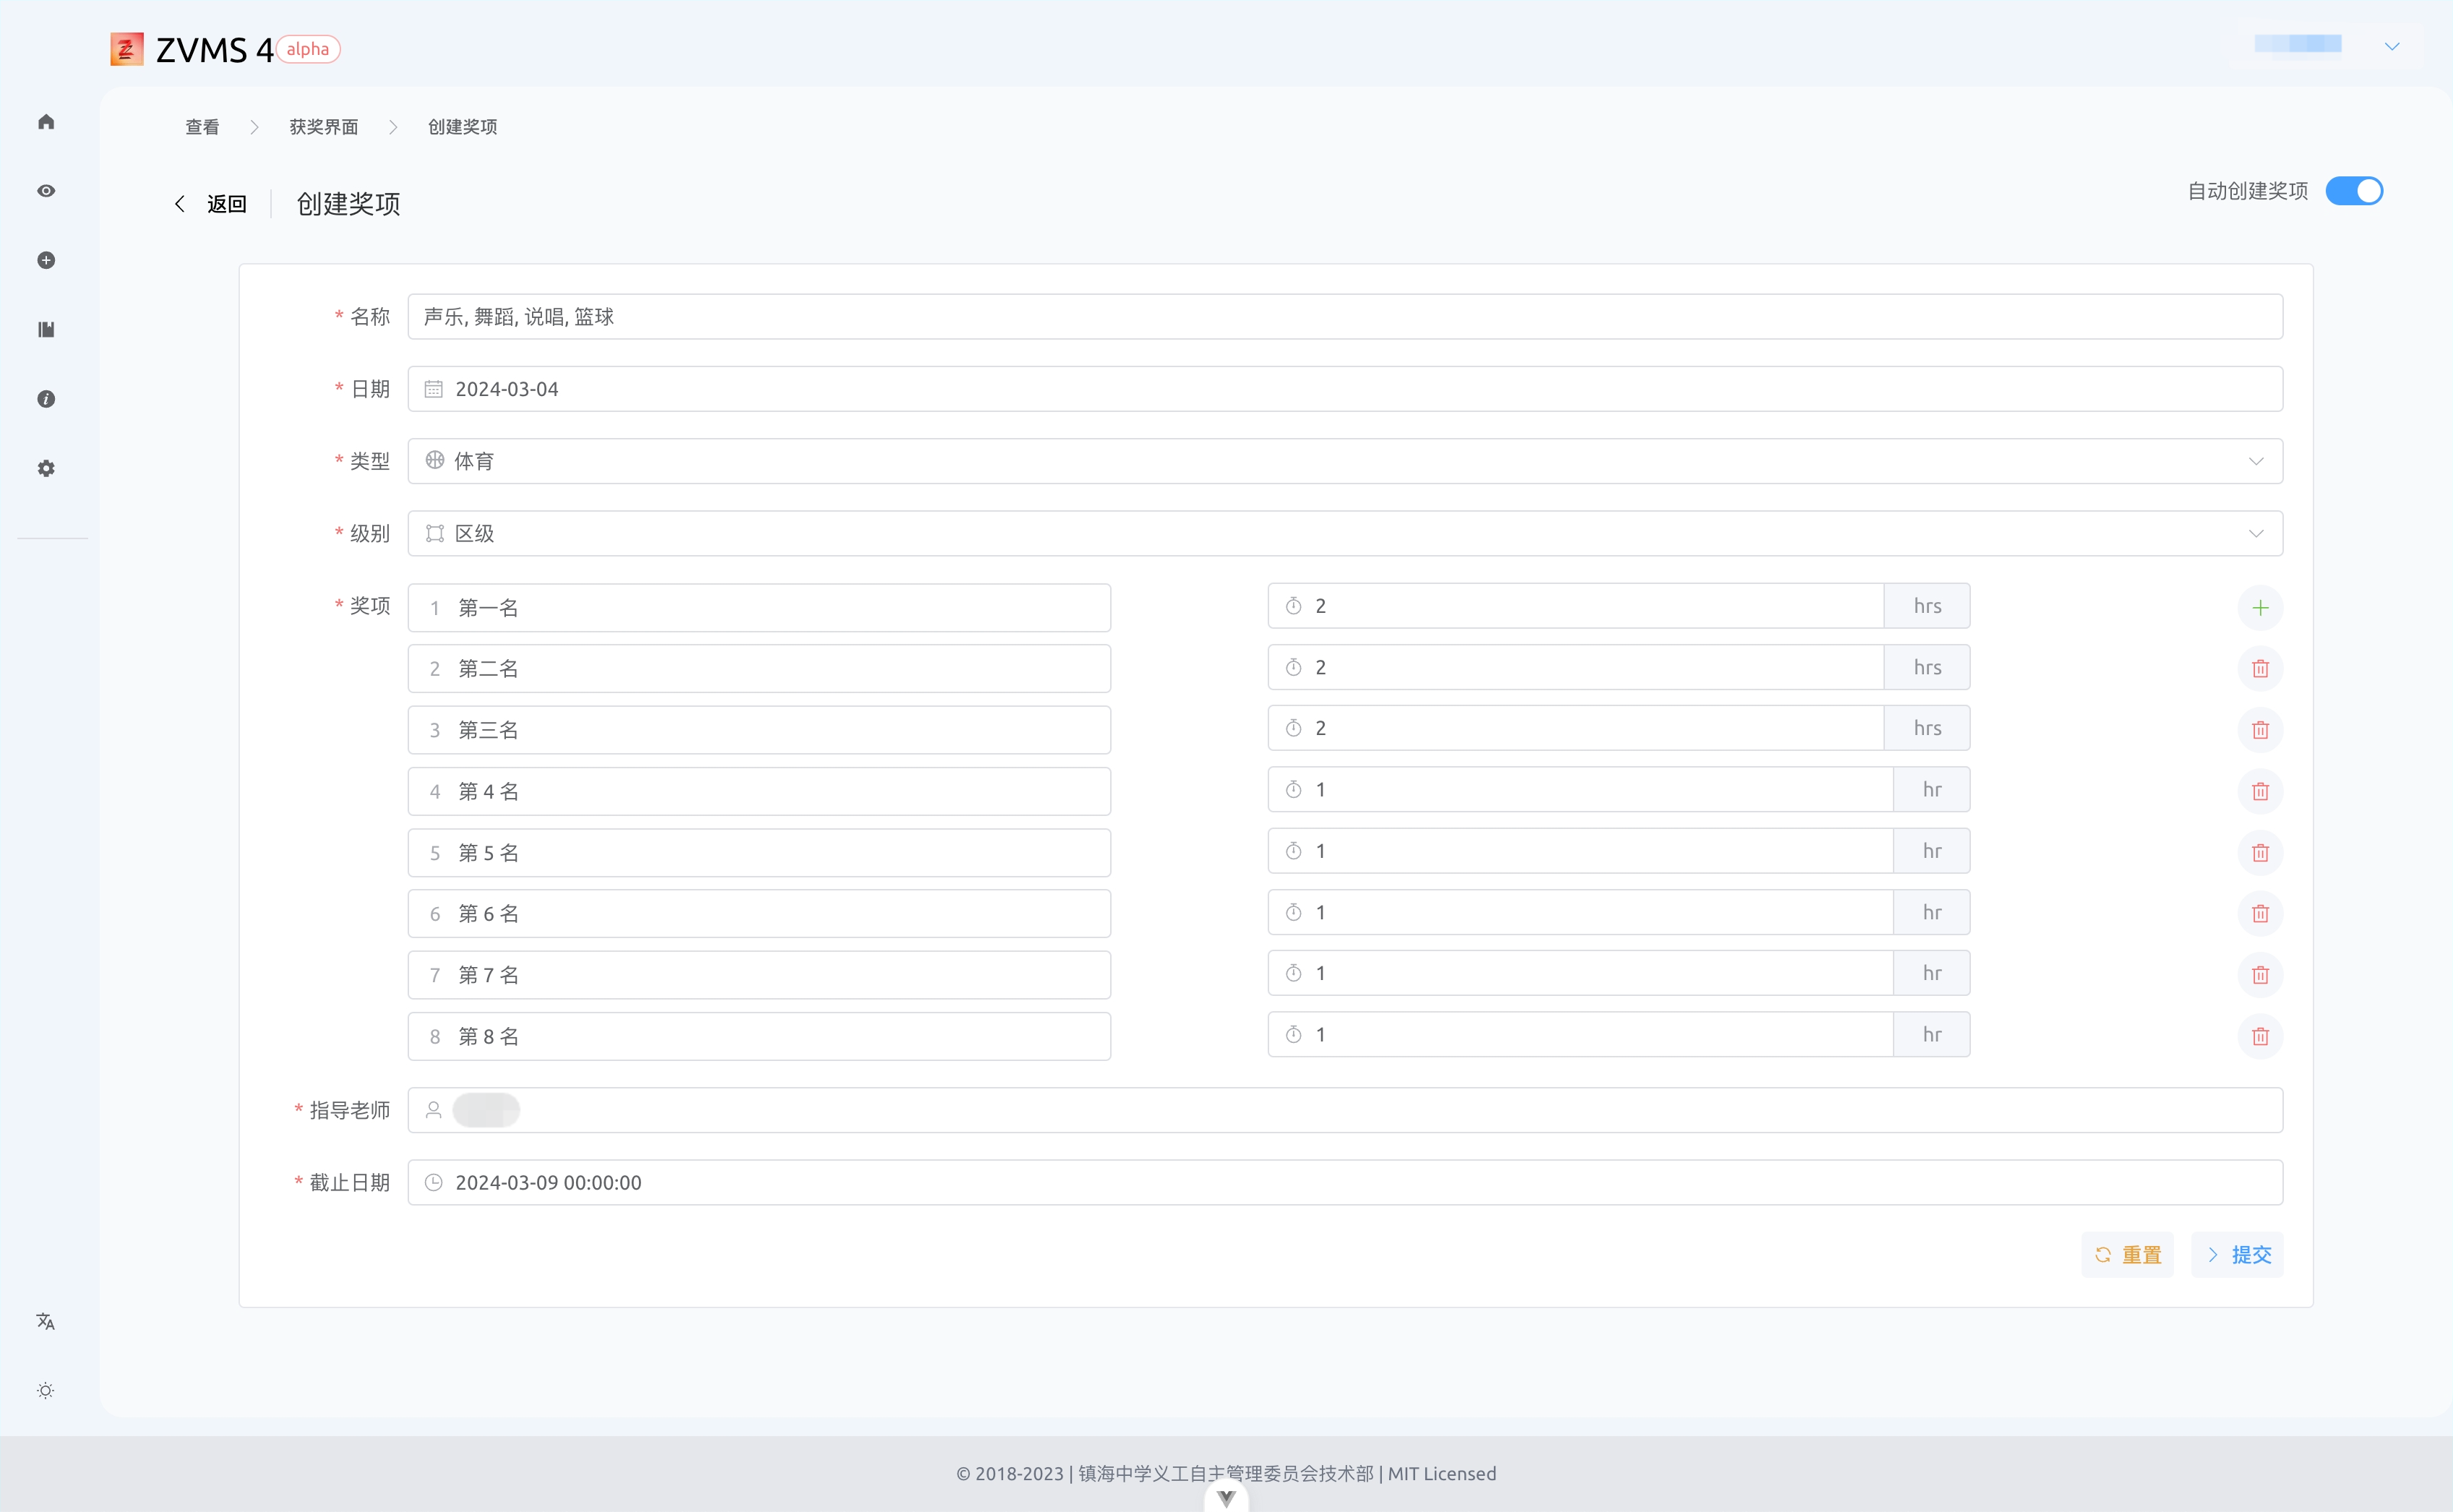 ZVMS 4 alpha
查看 获奖界面 创建奖项
返回 创建奖项 自动创建奖项
* 名称 声乐, 舞蹈, 说唱, 篮球
* 日期 2024-03-04
* 类型 体育
* 级别 区级
* 奖项 1 第一名 2 hrs
2 第二名 2 hrs
3 第三名 2 hrs
4 第 4 名 1 hr
5 第 5 名 1 hr
6 第 6 名 1 hr
7 第 7 名 1 hr
8 第 8 名 1 hr
* 指导老师
* 截止日期 2024-03-09 00:00:00
重置 提交
© 2018-2023 | 镇海中学义工自主管理委员会技术部 | MIT Licensed